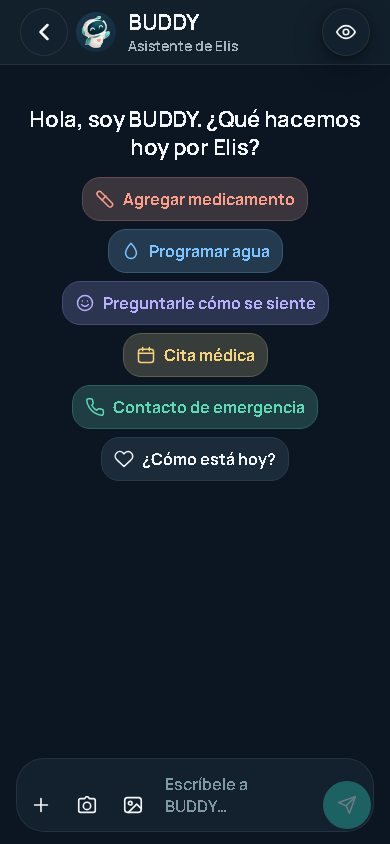 BUDDY
Asistente de Elis
Hola, soy BUDDY. ¿Qué hacemos
hoy por Elis?
Agregar medicamento
Programar agua
Preguntarle cómo se siente
Cita médica
Contacto de emergencia
¿Cómo está hoy?
Escríbele a
BUDDY…